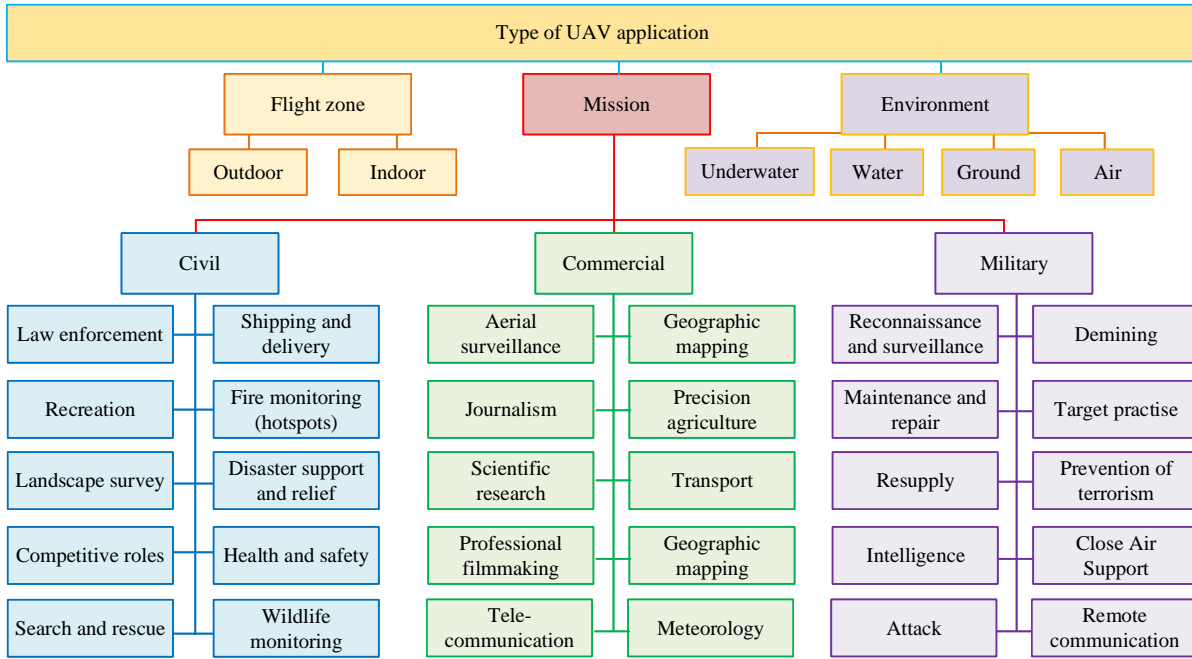 Type of UAV application
Flight zone
Mission
Environment
Outdoor
Indoor
Underwater
Water
Ground
Air
Civil
Commercial
Military
Law enforcement
Shipping and
delivery
Recreation
Fire monitoring
(hotspots)
Landscape survey
Disaster support
and relief
Competitive roles
Health and safety
Search and rescue
Wildlife
monitoring
Aerial
surveillance
Geographic
mapping
Journalism
Precision
agriculture
Scientific
research
Transport
Professional
filmmaking
Geographic
mapping
Tele-
communication
Meteorology
Reconnaissance
and surveillance
Demining
Maintenance and
repair
Target practise
Resupply
Prevention of
terrorism
Intelligence
Close Air
Support
Attack
Remote
communication